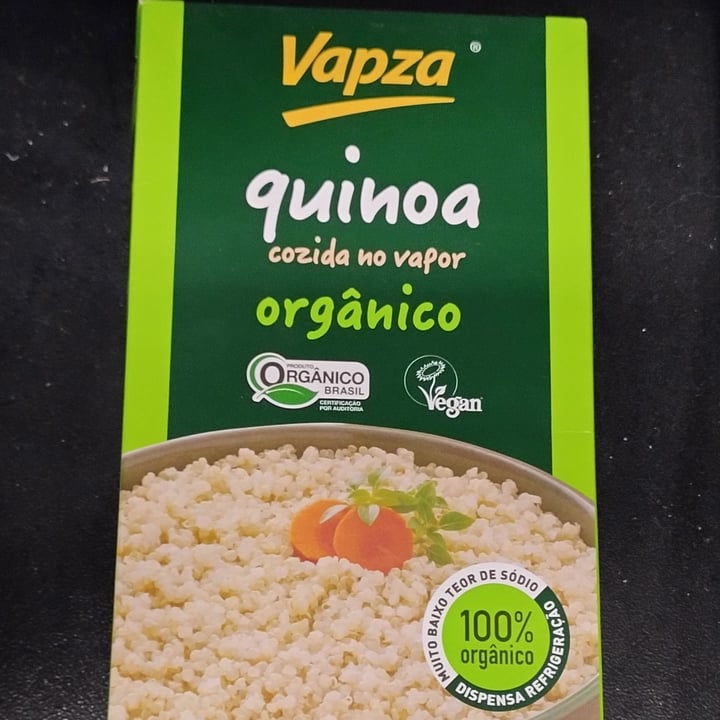 Vapza ®
quinoa
cozida no vapor
orgânico
PRODUTO
ORGÂNICO
BRASIL
CERTIFICAÇÃO
POR AUDITORIA
Vegan
MUITO BAIXO TEOR DE SÓDIO
100%
orgânico
DISPENSA REFRIGERAÇÃO